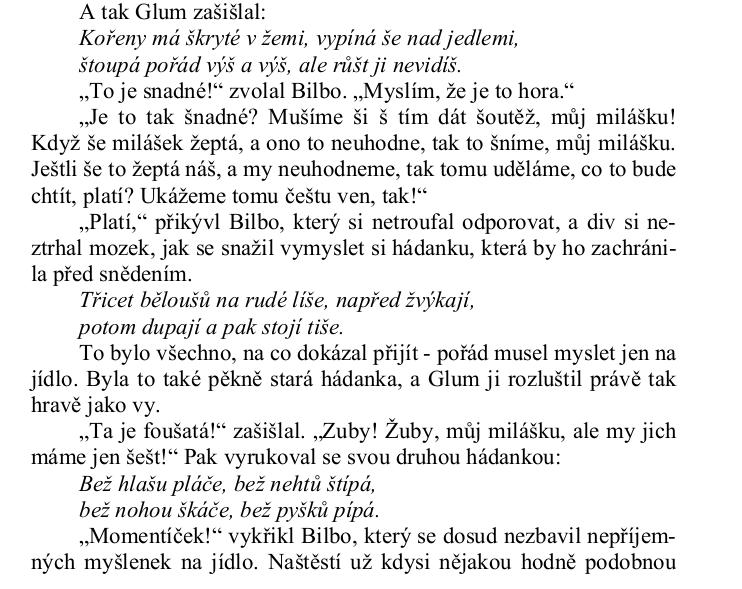 A tak Glum zašišlal:
Kořeny má škryté v žemi, vypíná še nad jedlemi,
štoupá pořád výš a výš, ale růšt ji nevidíš.
„To je snadné!“ zvolal Bilbo. „Myslím, že je to hora.“
„Je to tak šnadné? Mušíme ši š tím dát šoutěž, můj milášku!
Když še milášek žeptá, a ono to neuhodne, tak to šníme, můj milášku.
Ještli še to žeptá náš, a my neuhodneme, tak tomu uděláme, co to bude
chtít, platí? Ukážeme tomu češtu ven, tak!“
„Platí,“ přikývl Bilbo, který si netroufal odporovat, a div si ne-
ztrhal mozek, jak se snažil vymyslet si hádanku, která by ho zachráni-
la před snědením.
Třicet běloušů na rudé líše, napřed žvýkají,
potom dupají a pak stojí tiše.
To bylo všechno, na co dokázal přijít - pořád musel myslet jen na
jídlo. Byla to také pěkně stará hádanka, a Glum ji rozluštil právě tak
hravě jako vy.
„Ta je foušatá!“ zašišlal. „Zuby! Žuby, můj milášku, ale my jich
máme jen šešt!“ Pak vyrukoval se svou druhou hádankou:
Bež hlašu pláče, bež nehtů štípá,
bež nohou škáče, bež pyšků pípá.
„Momentíček!“ vykřikl Bilbo, který se dosud nezbavil nepříjem-
ných myšlenek na jídlo. Naštěstí už kdysi nějakou hodně podobnou